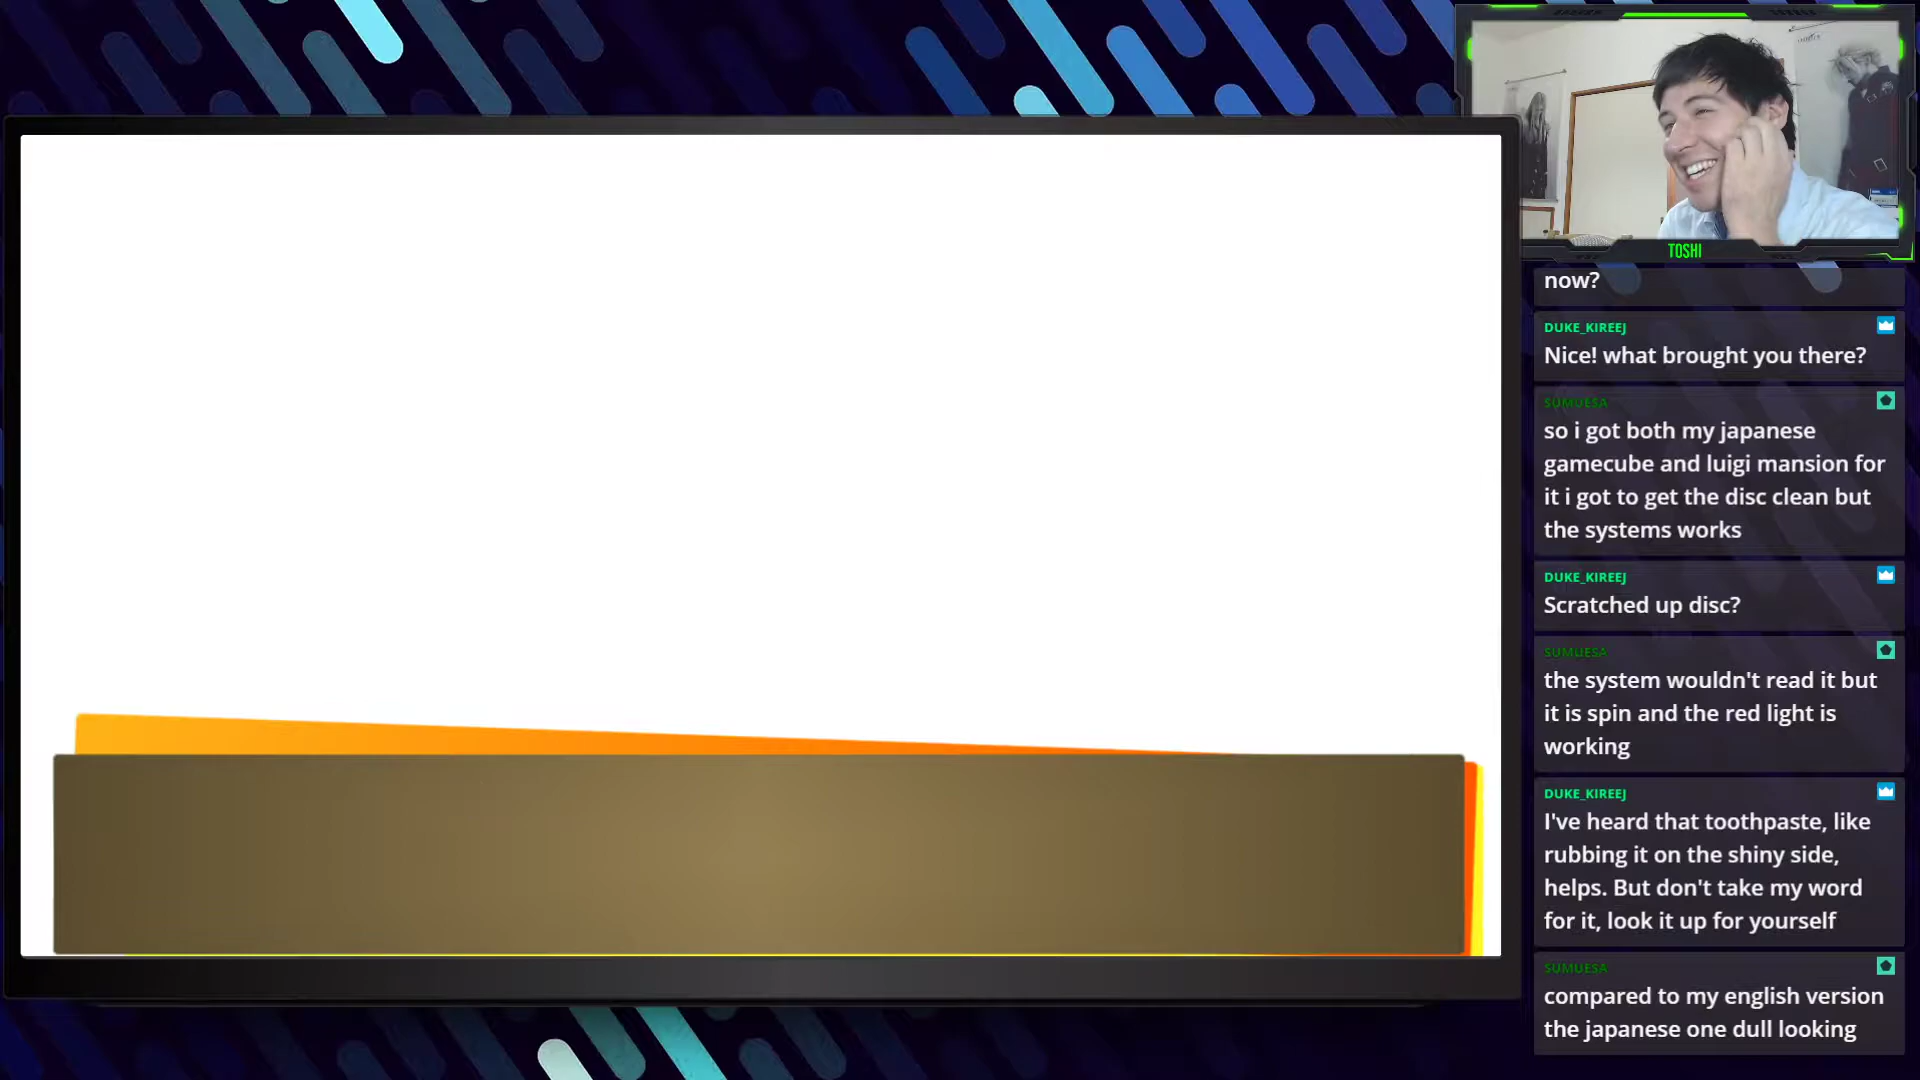 TOSHI
now?
DUKE_KIREEJ
Nice! what brought you there?
SUMUESA
so i got both my japanese
gamecube and luigi mansion for
it i got to get the disc clean but
the systems works
DUKE_KIREEJ
Scratched up disc?
SUMUESA
the system wouldn't read it but
it is spin and the red light is
working
DUKE_KIREEJ
I've heard that toothpaste, like
rubbing it on the shiny side,
helps. But don't take my word
for it, look it up for yourself
SUMUESA
compared to my english version
the japanese one dull looking